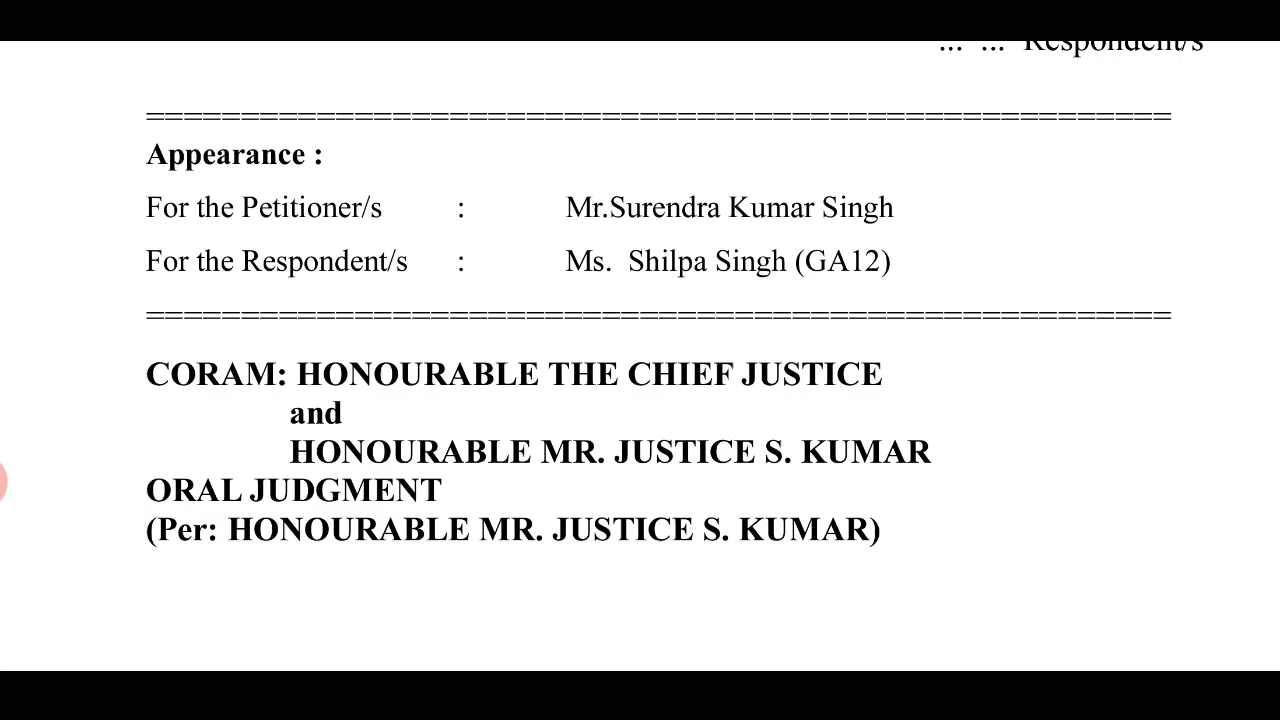 ... ... Respondent/s
======================================================
Appearance :
For the Petitioner/s : Mr.Surendra Kumar Singh
For the Respondent/s : Ms. Shilpa Singh (GA12)
======================================================
CORAM: HONOURABLE THE CHIEF JUSTICE
and
HONOURABLE MR. JUSTICE S. KUMAR
ORAL JUDGMENT
(Per: HONOURABLE MR. JUSTICE S. KUMAR)